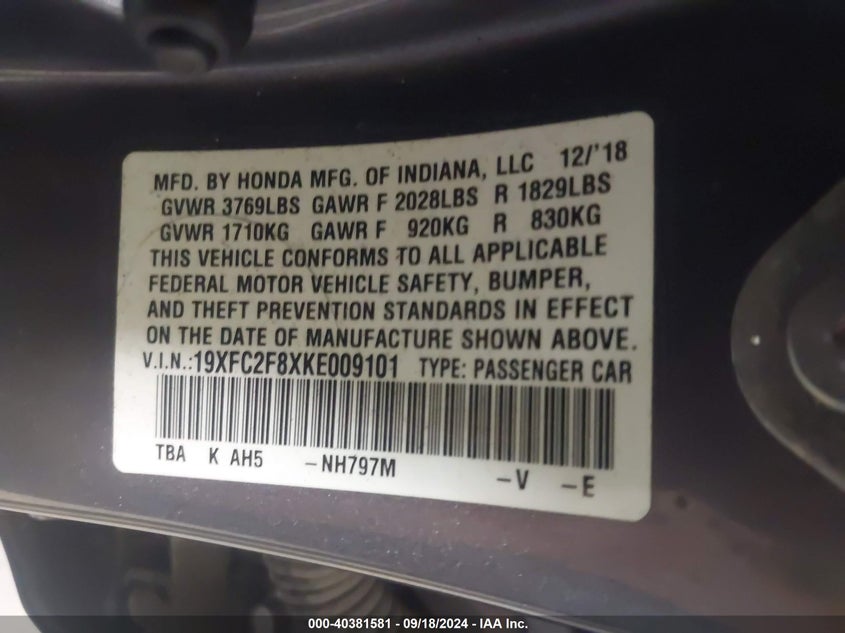 MFD. BY HONDA MFG. OF INDIANA, LLC 12/'18
GVWR 3769LBS GAWR F 2028LBS R 1829LBS
GVWR 1710KG GAWR F 920KG R 830KG
THIS VEHICLE CONFORMS TO ALL APPLICABLE
FEDERAL MOTOR VEHICLE SAFETY, BUMPER,
AND THEFT PREVENTION STANDARDS IN EFFECT
ON THE DATE OF MANUFACTURE SHOWN ABOVE.
V.I.N.:19XFC2F8XKE009101 TYPE: PASSENGER CAR
TBA K AH5 -NH797M -V -E
000-40381581 - 09/18/2024 - IAA Inc.